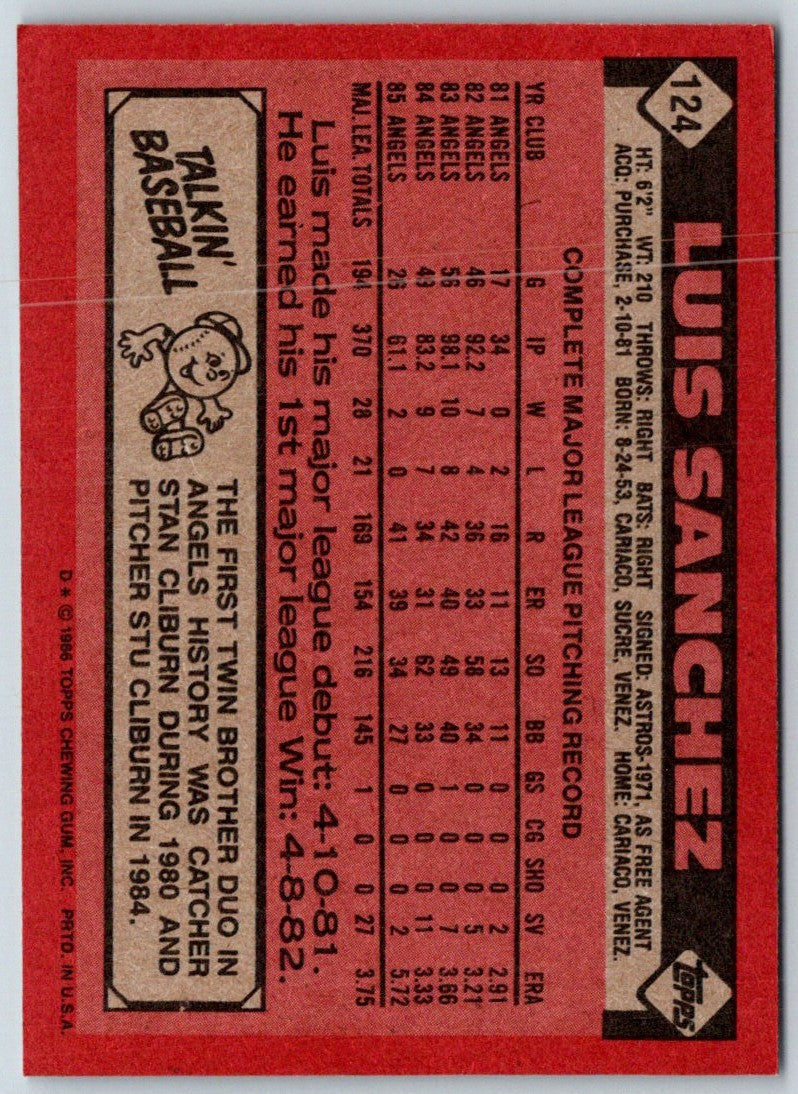 124
LUIS SANCHEZ
topps
HT: 6'2" WT: 210 THROWS: RIGHT BATS: RIGHT SIGNED: ASTROS-1971, AS FREE AGENT
ACQ: PURCHASE, 2-10-81 BORN: 8-24-53, CARIACO, SUCRE, VENEZ. HOME: CARIACO, VENEZ.
COMPLETE MAJOR LEAGUE PITCHING RECORD
YR CLUB G IP W L R ER SO BB GS CG SHO SV ERA
81 ANGELS 17 34 0 2 16 11 13 11 0 0 0 2 2.91
82 ANGELS 46 92.2 7 4 36 33 58 34 0 0 0 5 3.21
83 ANGELS 56 98.1 10 8 42 40 49 40 1 0 0 7 3.66
84 ANGELS 49 83.2 9 7 34 31 62 33 0 0 0 11 3.33
85 ANGELS 26 61.1 2 0 41 39 34 27 0 0 0 2 5.72
MAJ. LEA. TOTALS 194 370 28 21 169 154 216 145 1 0 0 27 3.75
Luis made his major league debut: 4-10-81.
He earned his 1st major league Win: 4-8-82.
TALKIN'
BASEBALL
THE FIRST TWIN BROTHER DUO IN
ANGELS HISTORY WAS CATCHER
STAN CLIBURN DURING 1980 AND
PITCHER STU CLIBURN IN 1984.
D * © 1986 TOPPS CHEWING GUM, INC. PRTD. IN U.S.A.